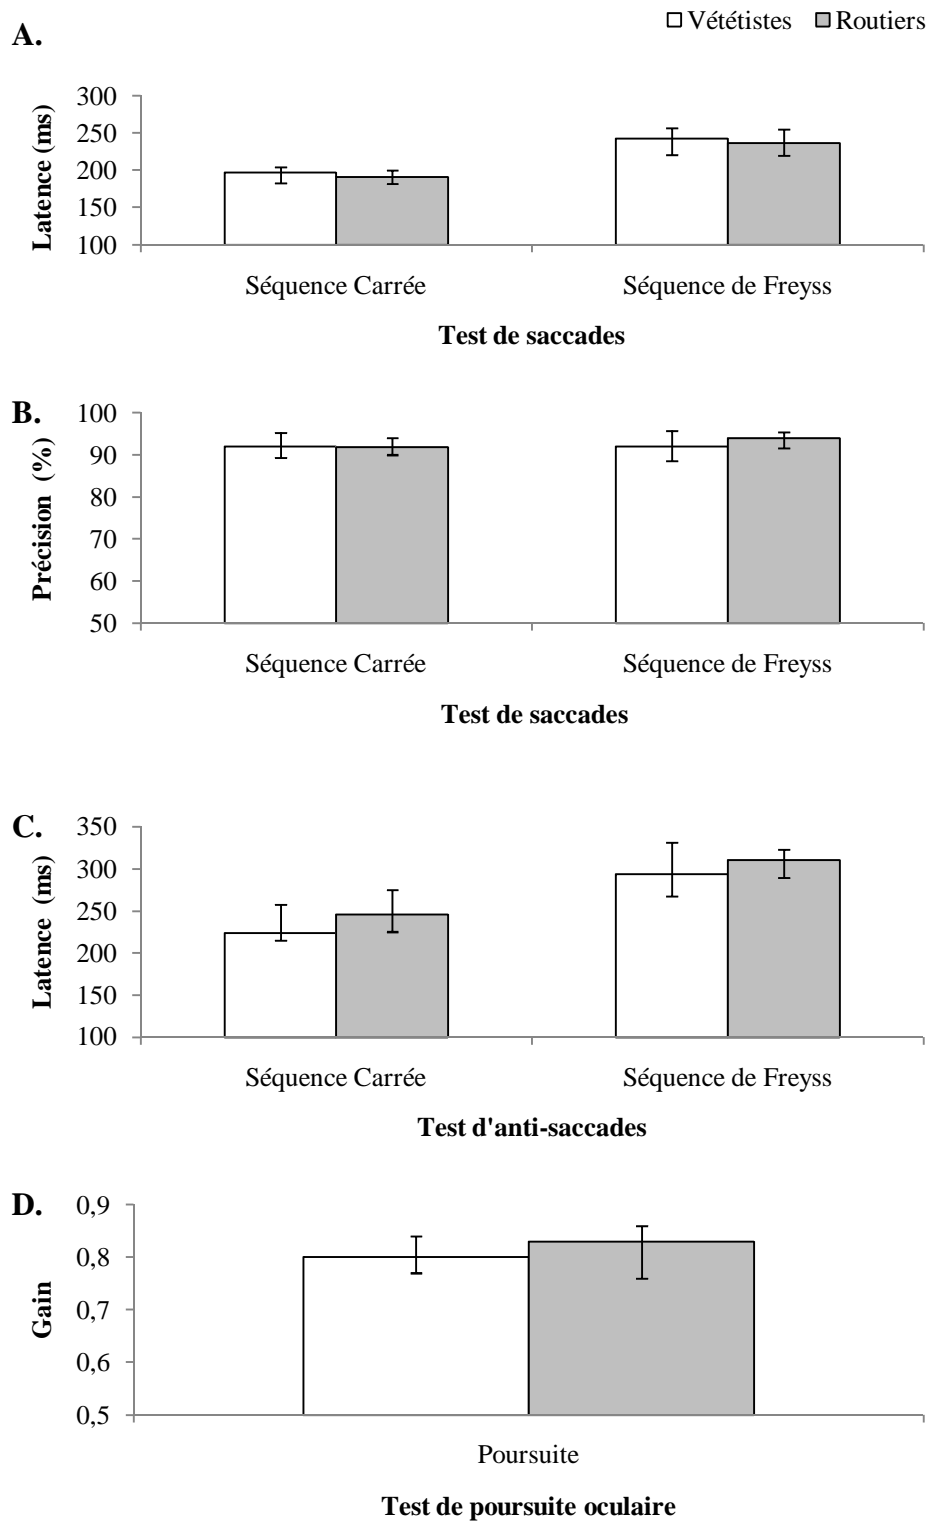 Vététistes Routiers
A.
Latence (ms)
300
250
200
150
100
Séquence Carrée Séquence de Freyss
Test de saccades
B.
Précision (%)
100
90
80
70
60
50
Séquence Carrée Séquence de Freyss
Test de saccades
C.
Latence (ms)
350
300
250
200
150
100
Séquence Carrée Séquence de Freyss
Test d'anti-saccades
D.
Gain
0,9
0,8
0,7
0,6
0,5
Poursuite
Test de poursuite oculaire